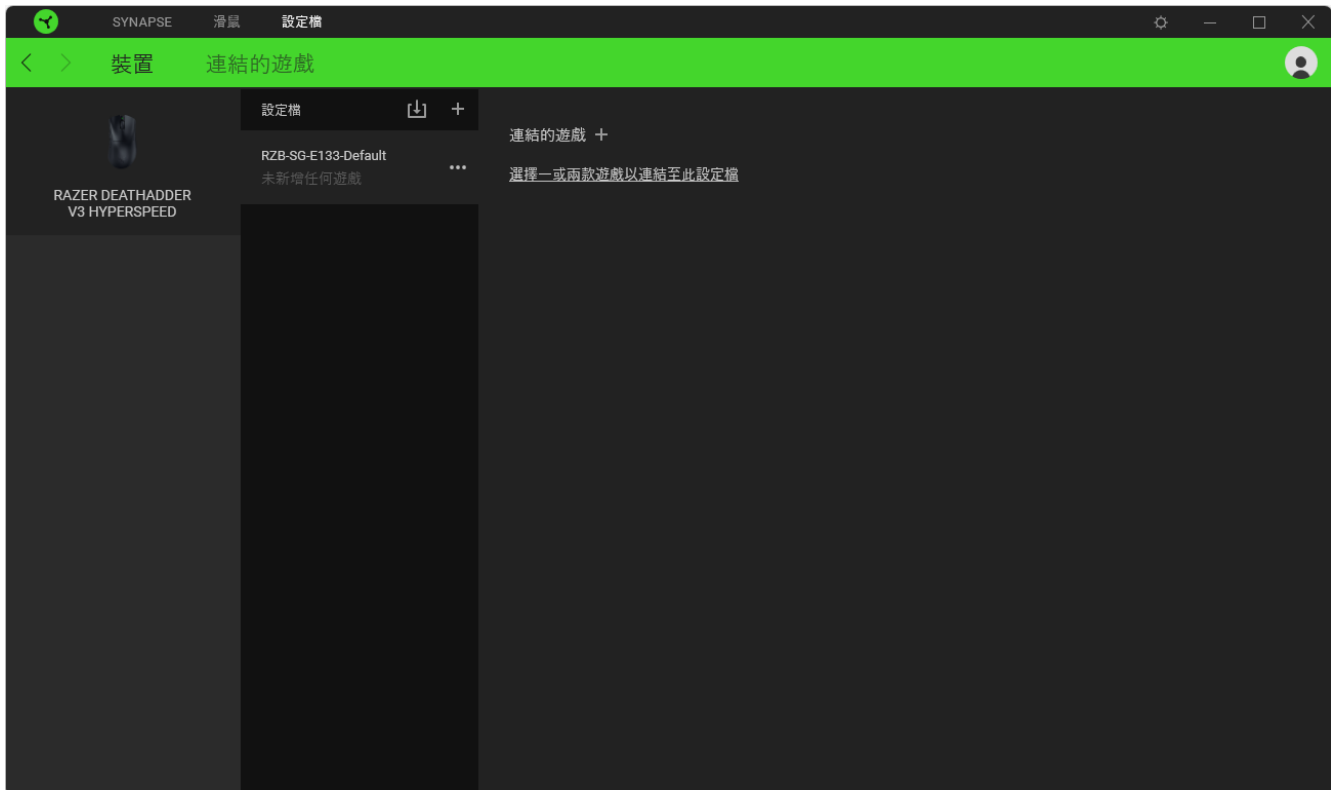 SYNAPSE 滑鼠 設定檔
裝置 連結的遊戲
RAZER DEATHADDER
V3 HYPERSPEED
設定檔
RZB-SG-E133-Default
未新增任何遊戲
連結的遊戲
選擇一或兩款遊戲以連結至此設定檔